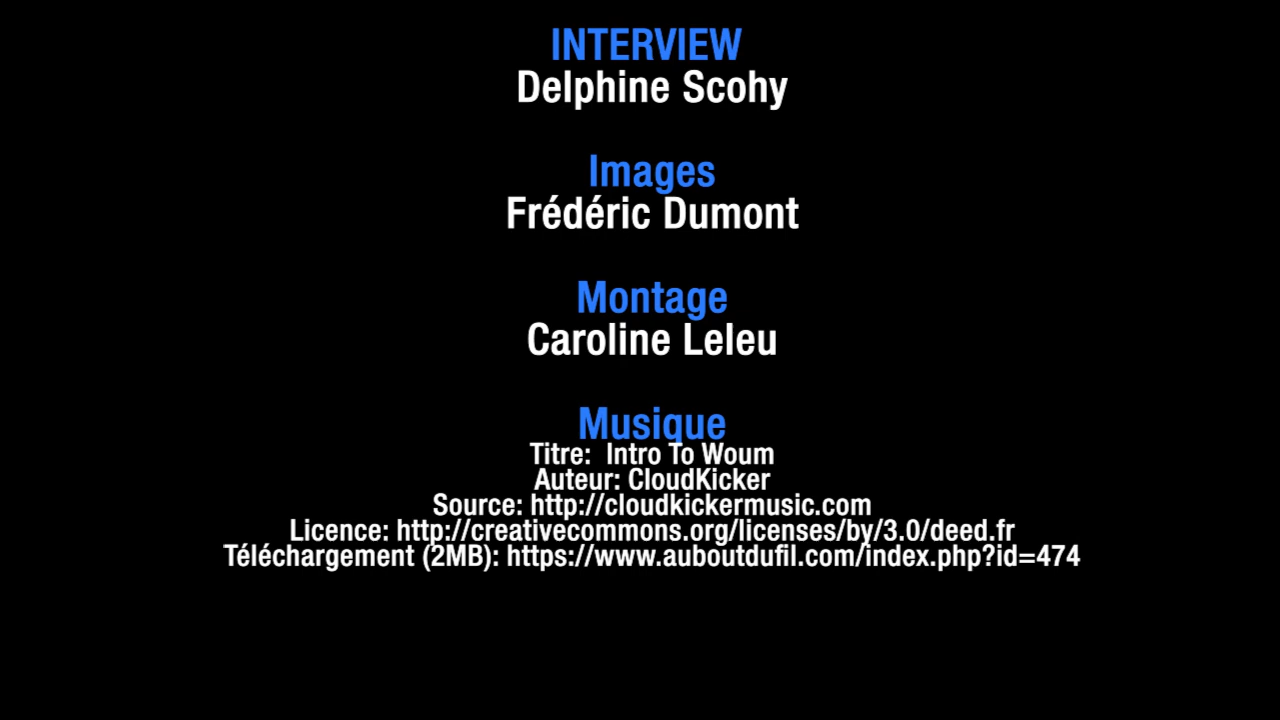 INTERVIEW
Delphine Scohy
Images
Frédéric Dumont
Montage
Caroline Leleu
Musique
Titre:  Intro To Woum
Auteur: CloudKicker
Source: http://cloudkickermusic.com
Licence: http://creativecommons.org/licenses/by/3.0/deed.fr
Téléchargement (2MB): https://www.auboutdufil.com/index.php?id=474